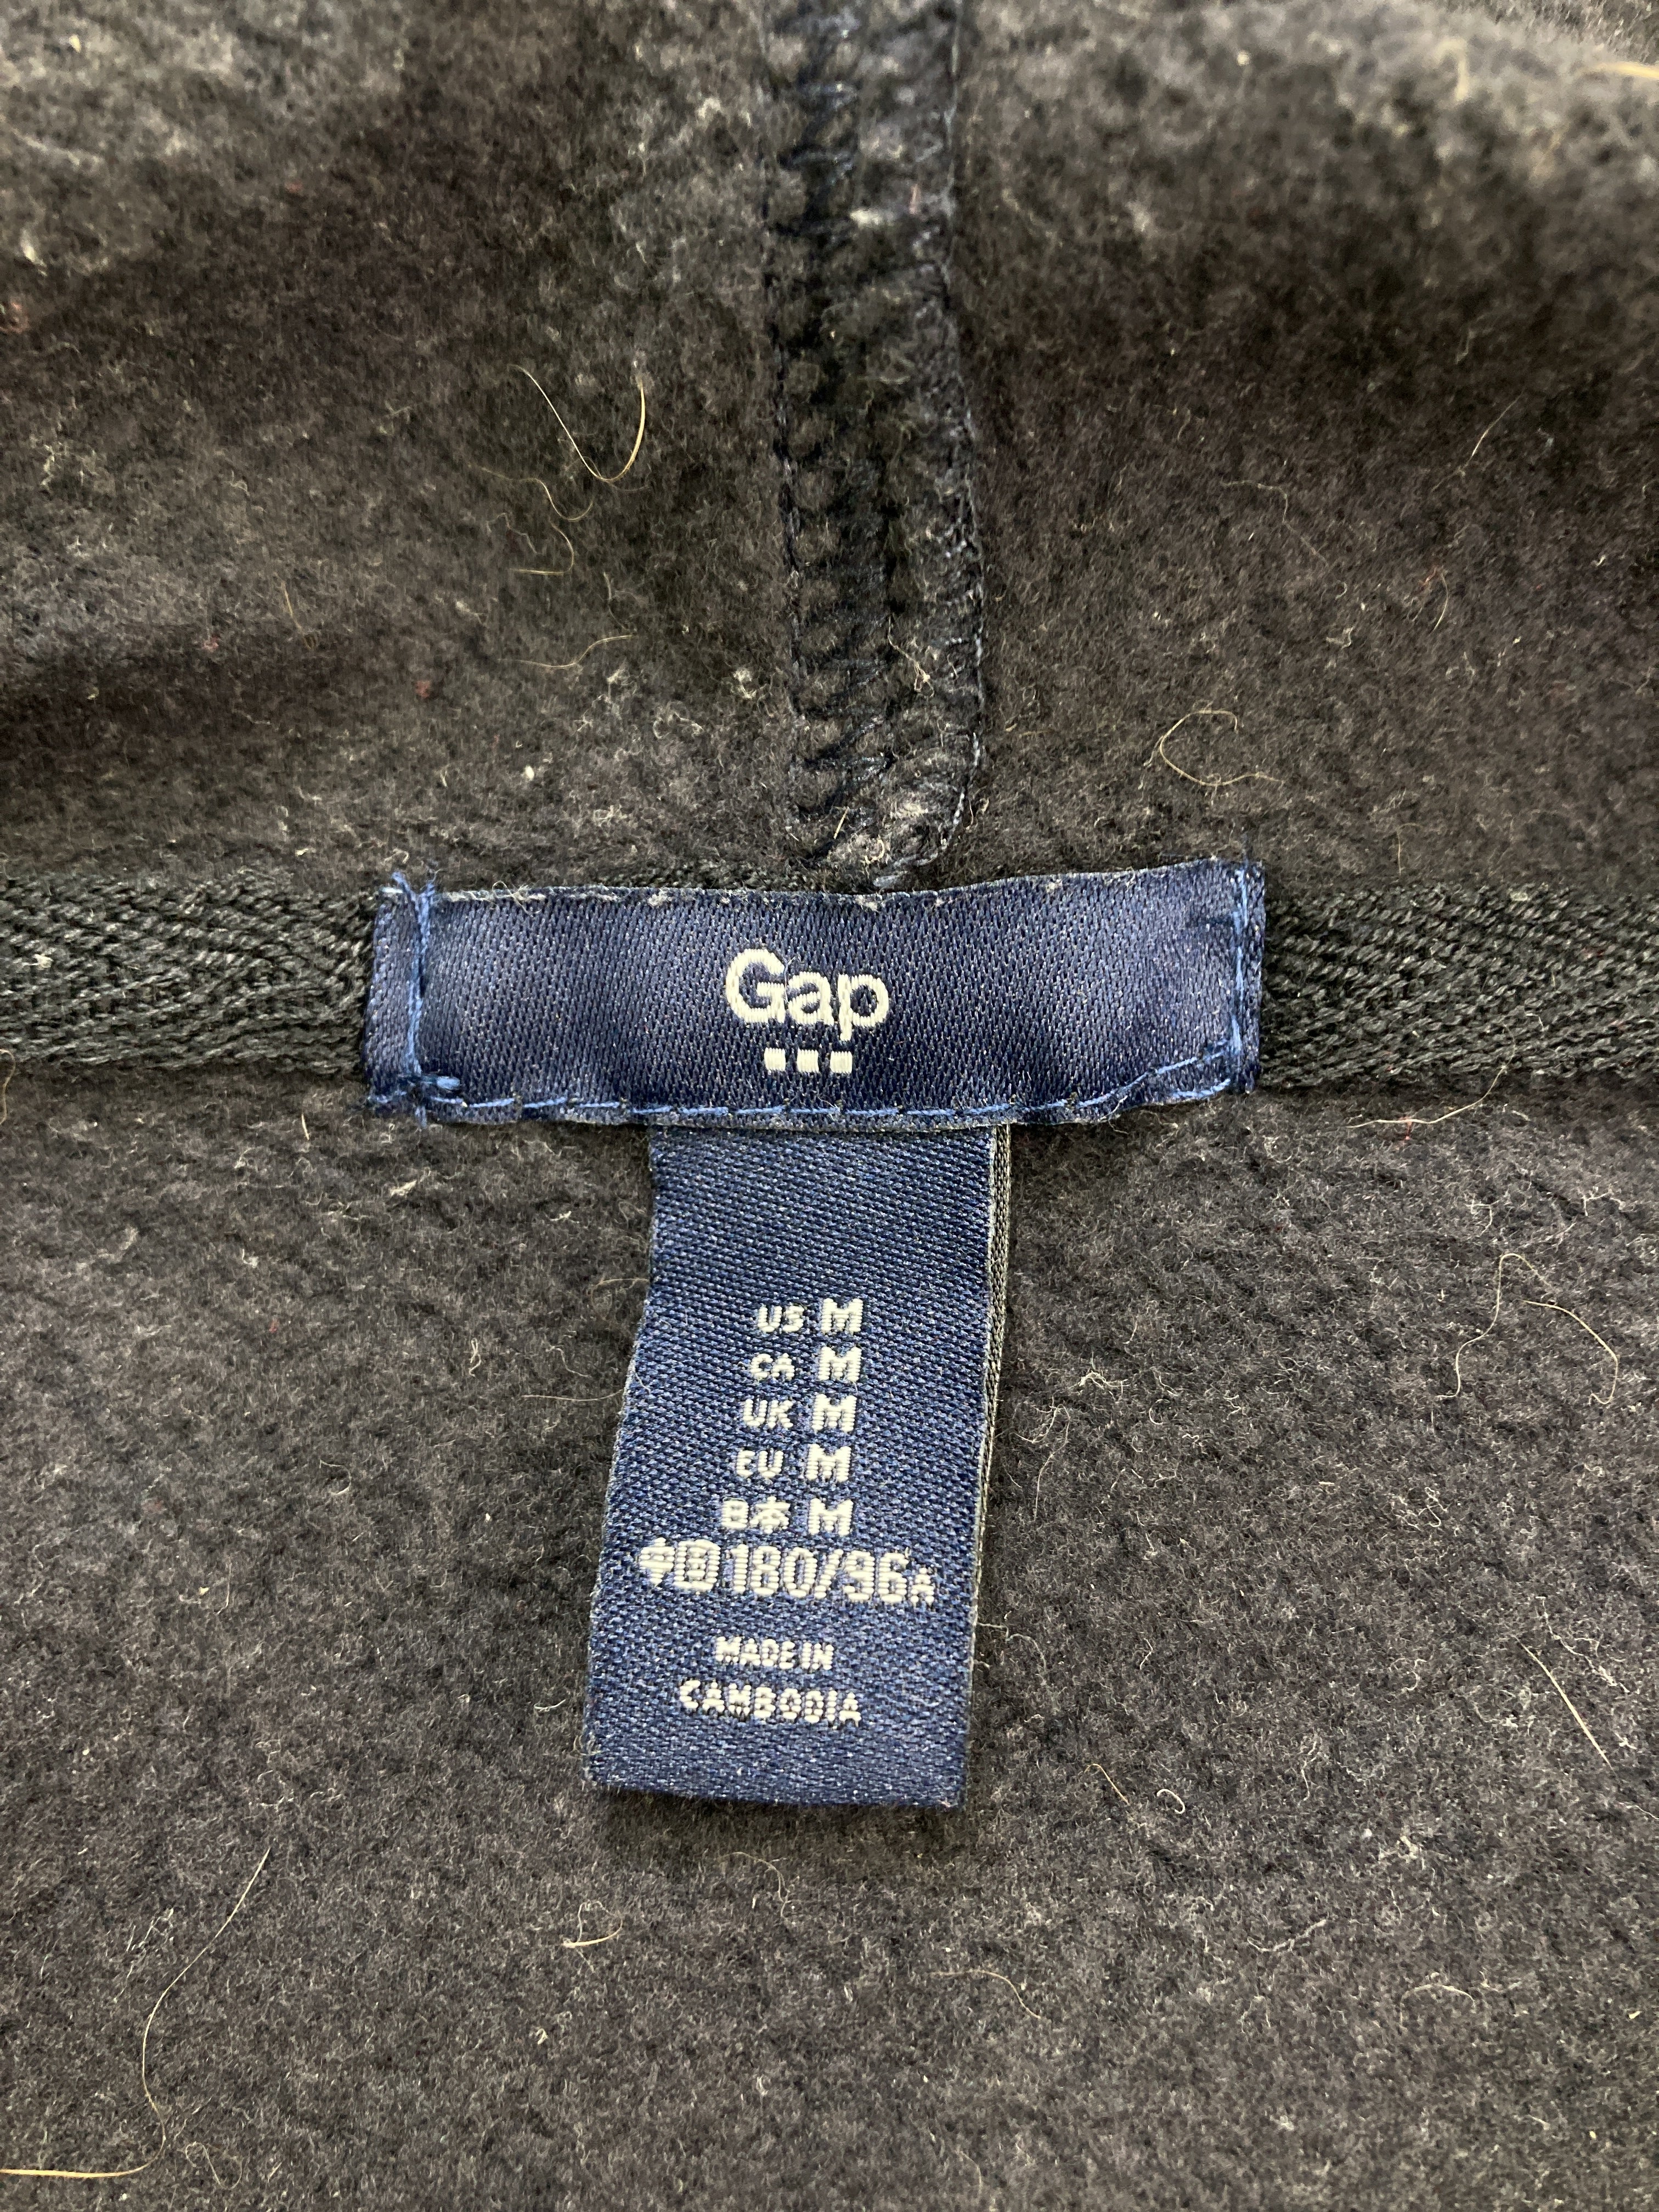 Gap
US M
CA M
UK M
EU M
日本 M
中国 180/96A
MADE IN
CAMBODIA